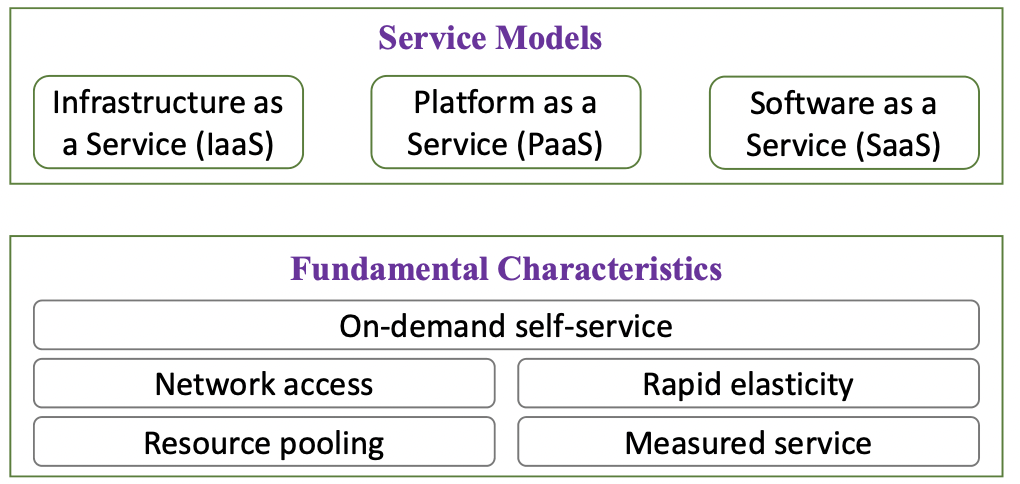 Service Models
Infrastructure as
a Service (IaaS)
Platform as a
Service (PaaS)
Software as a
Service (SaaS)
Fundamental Characteristics
On-demand self-service
Network access
Rapid elasticity
Resource pooling
Measured service